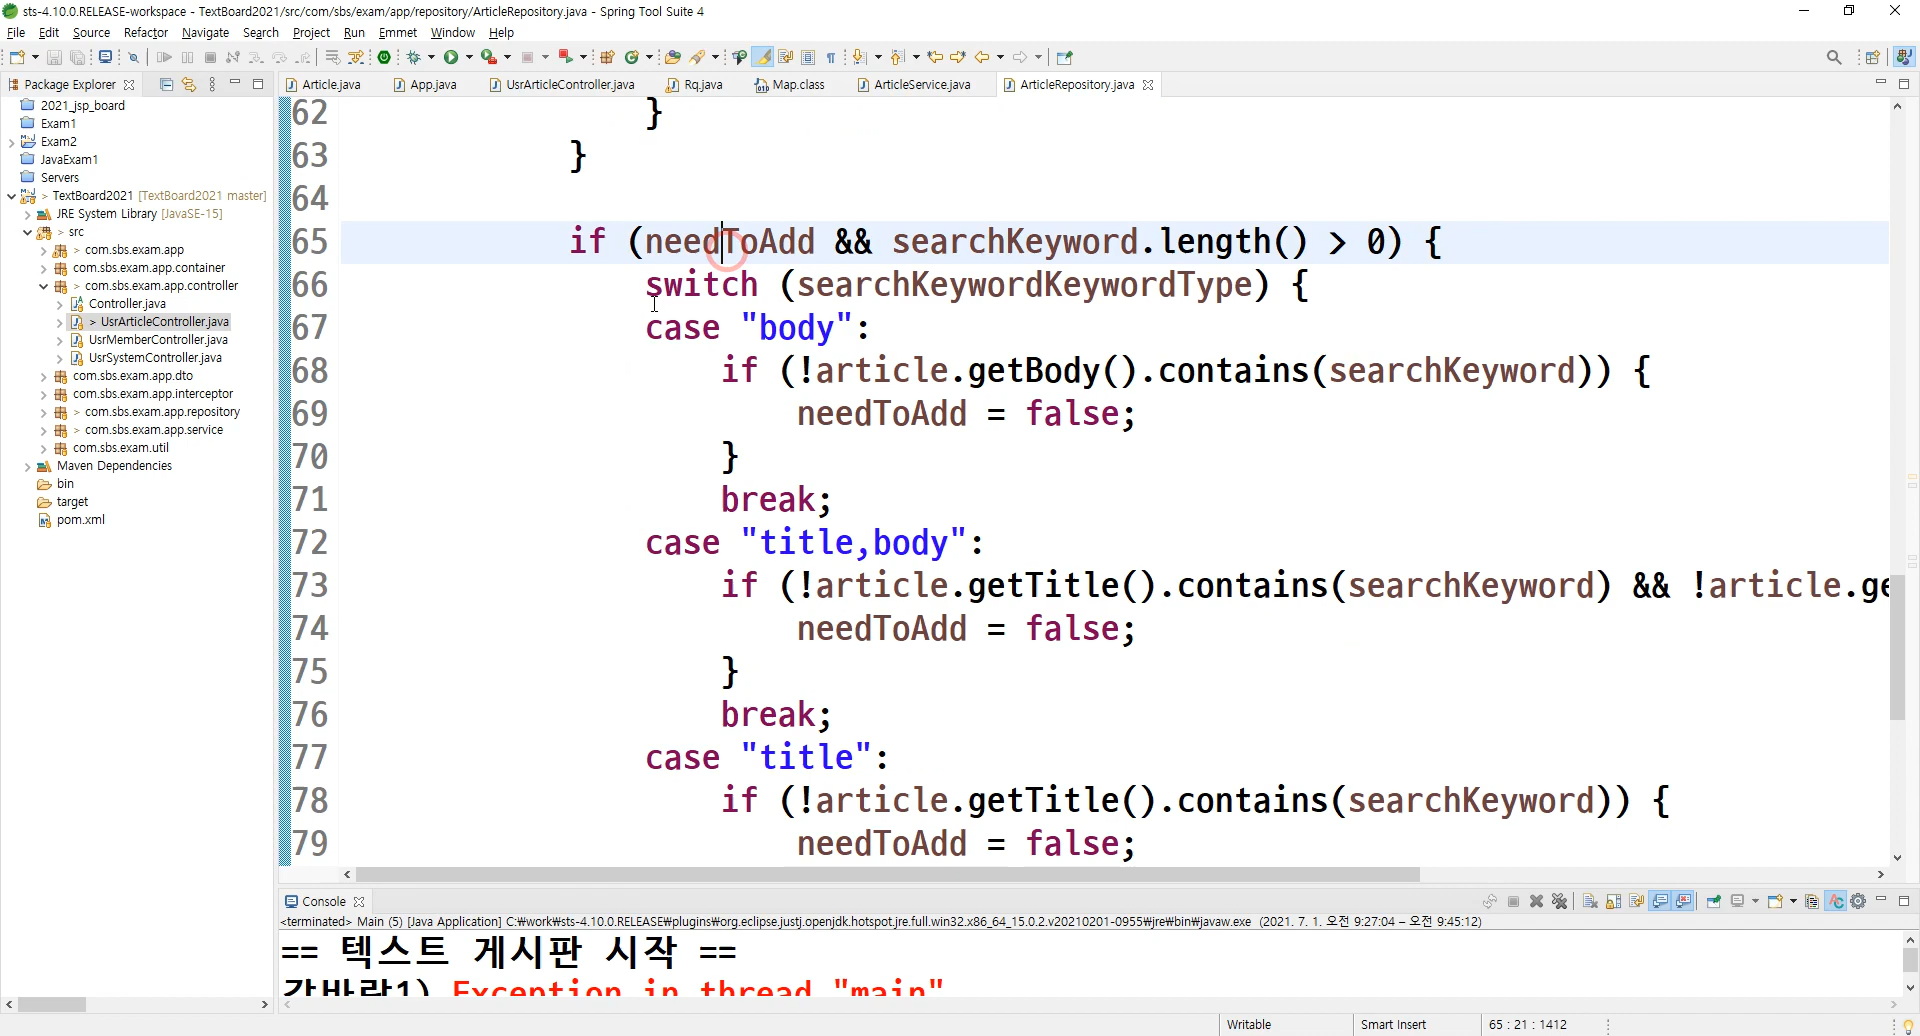 sts-4.10.0.RELEASE-workspace - TextBoard2021/src/com/sbs/exam/app/repository/ArticleRepository.java - Spring Tool Suite 4
File Edit Source Refactor Navigate Search Project Run Emmet Window Help
Package Explorer
2021_jsp_board
Exam1
Exam2
JavaExam1
Servers
> TextBoard2021 [TextBoard2021 master]
JRE System Library [JavaSE-15]
> src
> com.sbs.exam.app
com.sbs.exam.app.container
> com.sbs.exam.app.controller
Controller.java
> UsrArticleController.java
UsrMemberController.java
UsrSystemController.java
com.sbs.exam.app.dto
com.sbs.exam.app.interceptor
> com.sbs.exam.app.repository
> com.sbs.exam.app.service
com.sbs.exam.util
Maven Dependencies
bin
target
pom.xml
Article.java App.java UsrArticleController.java Rq.java Map.class ArticleService.java ArticleRepository.java
62 }
63 }
64
65 if (needToAdd && searchKeyword.length() > 0) {
66 switch (searchKeywordKeywordType) {
67 case "body":
68 if (!article.getBody().contains(searchKeyword)) {
69 needToAdd = false;
70 }
71 break;
72 case "title,body":
73 if (!article.getTitle().contains(searchKeyword) && !article.ge
74 needToAdd = false;
75 }
76 break;
77 case "title":
78 if (!article.getTitle().contains(searchKeyword)) {
79 needToAdd = false;
Console
<terminated> Main (5) [Java Application] C:₩work₩sts-4.10.0.RELEASE₩plugins₩org.eclipse.justj.openjdk.hotspot.jre.full.win32.x86_64_15.0.2.v20210201-0955₩jre₩bin₩javaw.exe (2021. 7. 1. 오전 9:27:04 – 오전 9:45:12)
== 텍스트 게시판 시작 ==
Exception in thread "main"
Writable Smart Insert 65 : 21 : 1412